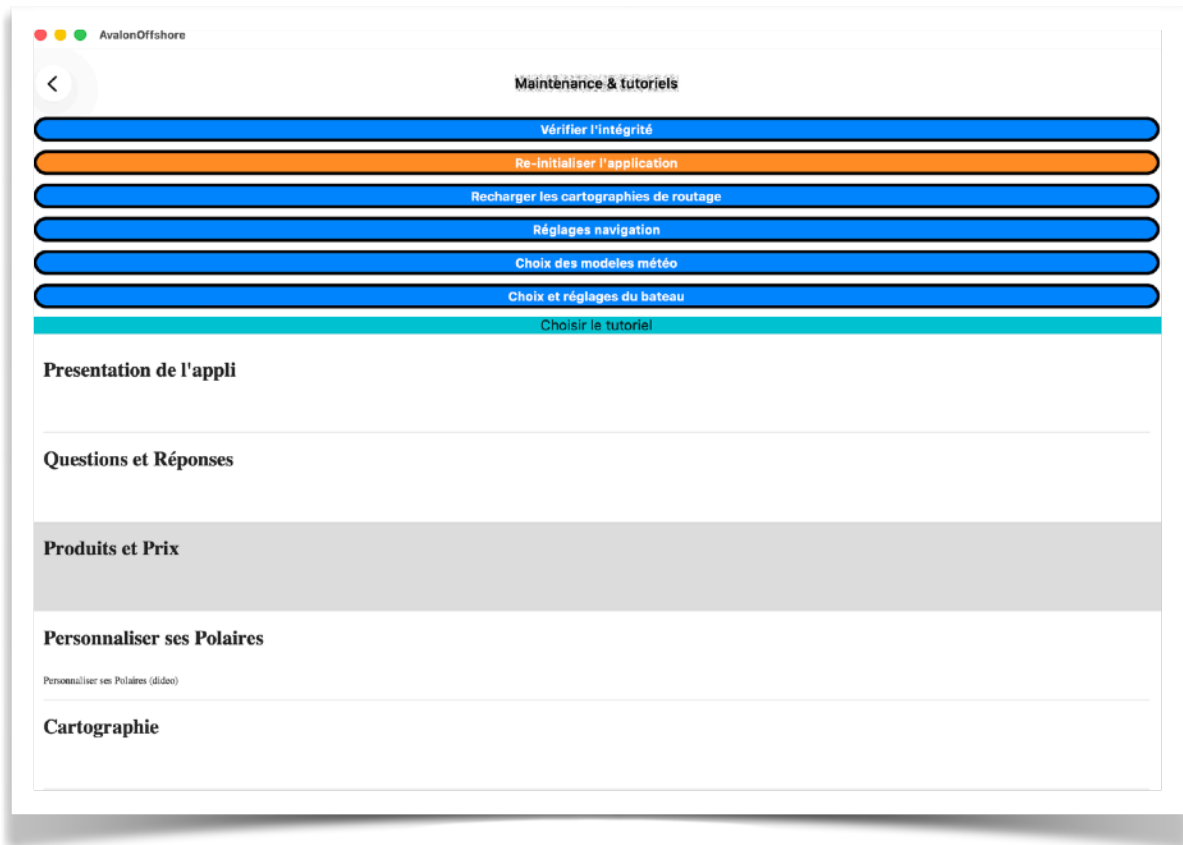 AvalonOffshore
Maintenance & tutoriels
Vérifier l'intégrité
Re-initialiser l'application
Recharger les cartographies de routage
Réglages navigation
Choix des modeles météo
Choix et réglages du bateau
Choisir le tutoriel
Presentation de l'appli
Questions et Réponses
Produits et Prix
Personnaliser ses Polaires
Personnaliser ses Polaires (dideo)
Cartographie